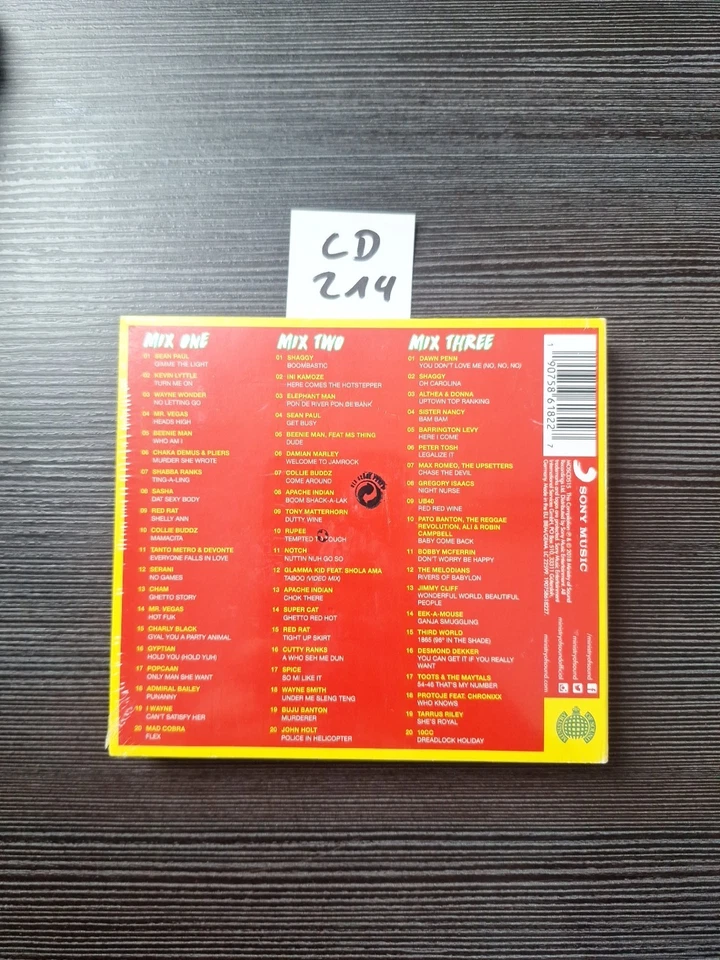 CD
214
MIX ONE
01 SEAN PAUL
GIMME THE LIGHT
02 KEVIN LYTTLE
TURN ME ON
03 WAYNE WONDER
NO LETTING GO
04 MR. VEGAS
HEADS HIGH
05 BEENIE MAN
WHO AM I
06 CHAKA DEMUS & PLIERS
MURDER SHE WROTE
07 SHABBA RANKS
TING-A-LING
08 SASHA
DAT SEXY BODY
09 RED RAT
SHELLY ANN
10 COLLIE BUDDZ
MAMACITA
11 TANTO METRO & DEVONTE
EVERYONE FALLS IN LOVE
12 SERANI
NO GAMES
13 CHAM
GHETTO STORY
14 MR. VEGAS
HOT FUK
15 CHARLY BLACK
GYAL YOU A PARTY ANIMAL
16 GYPTIAN
HOLD YOU (HOLD YUH)
17 POPCAAN
ONLY MAN SHE WANT
18 ADMIRAL BAILEY
PUNANNY
19 I WAYNE
CAN'T SATISFY HER
20 MAD COBRA
FLEX
MIX TWO
01 SHAGGY
BOOMBASTIC
02 INI KAMOZE
HERE COMES THE HOTSTEPPER
03 ELEPHANT MAN
PON DE RIVER PON DE BANK
04 SEAN PAUL
GET BUSY
05 BEENIE MAN, FEAT MS THING
DUDE
06 DAMIAN MARLEY
WELCOME TO JAMROCK
07 COLLIE BUDDZ
COME AROUND
08 APACHE INDIAN
BOOM SHACK-A-LAK
09 TONY MATTERHORN
DUTTY WINE
10 RUPEE
TEMPTED TO TOUCH
11 NOTCH
NUTTIN NUH GO SO
12 GLAMMA KID FEAT. SHOLA AMA
TABOO (VIDEO MIX)
13 APACHE INDIAN
CHOK THERE
14 SUPER CAT
GHETTO RED HOT
15 RED RAT
TIGHT UP SKIRT
16 CUTTY RANKS
A WHO SEH ME DUN
17 SPICE
SO MI LIKE IT
18 WAYNE SMITH
UNDER ME SLENG TENG
19 BUJU BANTON
MURDERER
20 JOHN HOLT
POLICE IN HELICOPTER
MIX THREE
01 DAWN PENN
YOU DON'T LOVE ME (NO, NO, NO)
02 SHAGGY
OH CAROLINA
03 ALTHEA & DONNA
UPTOWN TOP RANKING
04 SISTER NANCY
BAM BAM
05 BARRINGTON LEVY
HERE I COME
06 PETER TOSH
LEGALIZE IT
07 MAX ROMEO, THE UPSETTERS
CHASE THE DEVIL
08 GREGORY ISAACS
NIGHT NURSE
09 UB40
RED RED WINE
10 PATO BANTON, THE REGGAE
REVOLUTION, ALI & ROBIN
CAMPBELL
BABY COME BACK
11 BOBBY MCFERRIN
DON'T WORRY BE HAPPY
12 THE MELODIANS
RIVERS OF BABYLON
13 JIMMY CLIFF
WONDERFUL WORLD, BEAUTIFUL
PEOPLE
14 EEK-A-MOUSE
GANJA SMUGGLING
15 THIRD WORLD
1865 (96° IN THE SHADE)
16 DESMOND DEKKER
YOU CAN GET IT IF YOU REALLY
WANT
17 TOOTS & THE MAYTALS
54-46 THAT'S MY NUMBER
18 PROTOJE FEAT. CHRONIXX
WHO KNOWS
19 TARRUS RILEY
SHE'S ROYAL
20 10CC
DREADLOCK HOLIDAY
1 90758 61822 7
SONY MUSIC
/ministryofsound
/ministryofsound
/ministryofsoundofficial
ministryofsound.com